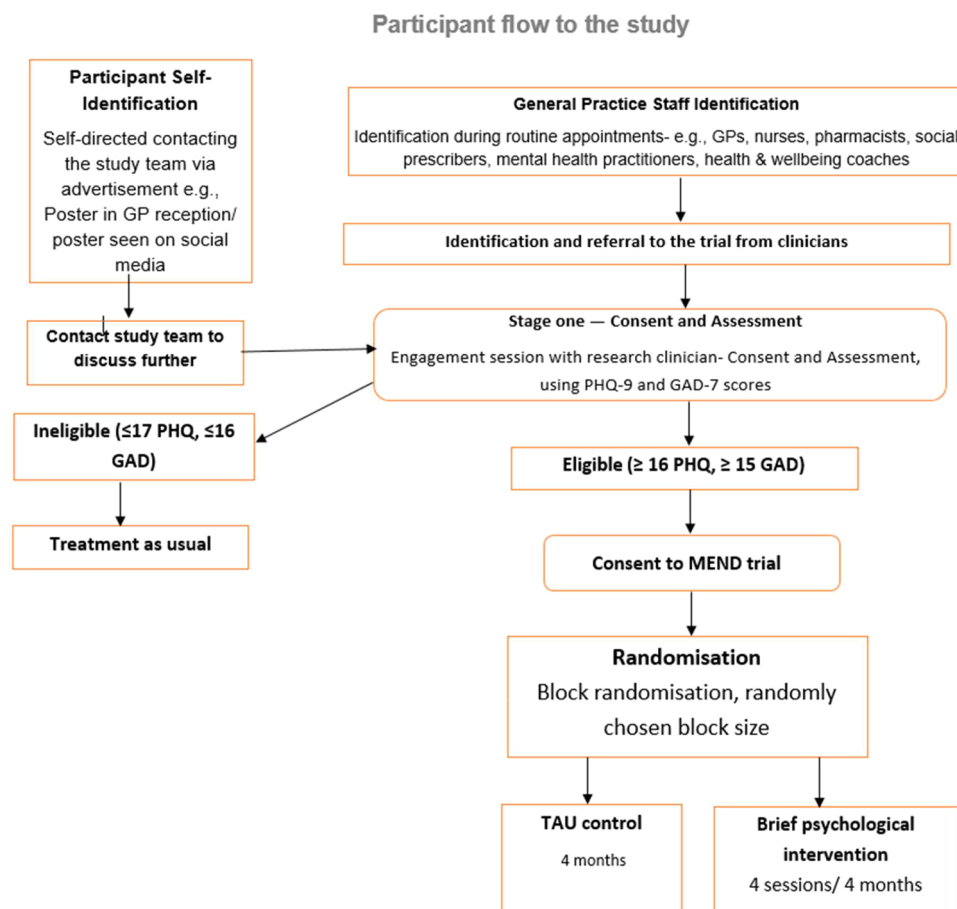 Participant flow to the study
Participant Self-
Identification
Self-directed contacting
the study team via
advertisement e.g.,
Poster in GP reception/
poster seen on social
media
General Practice Staff Identification
Identification during routine appointments- e.g., GPs, nurses, pharmacists, social
prescribers, mental health practitioners, health & wellbeing coaches
Identification and referral to the trial from clinicians
Contact study team to
discuss further
Stage one — Consent and Assessment
Engagement session with research clinician- Consent and Assessment,
using PHQ-9 and GAD-7 scores
Ineligible (≤17 PHQ, ≤16
GAD)
Eligible (≥ 16 PHQ, ≥ 15 GAD)
Treatment as usual
Consent to MEND trial
Randomisation
Block randomisation, randomly
chosen block size
TAU control
4 months
Brief psychological
intervention
4 sessions/ 4 months